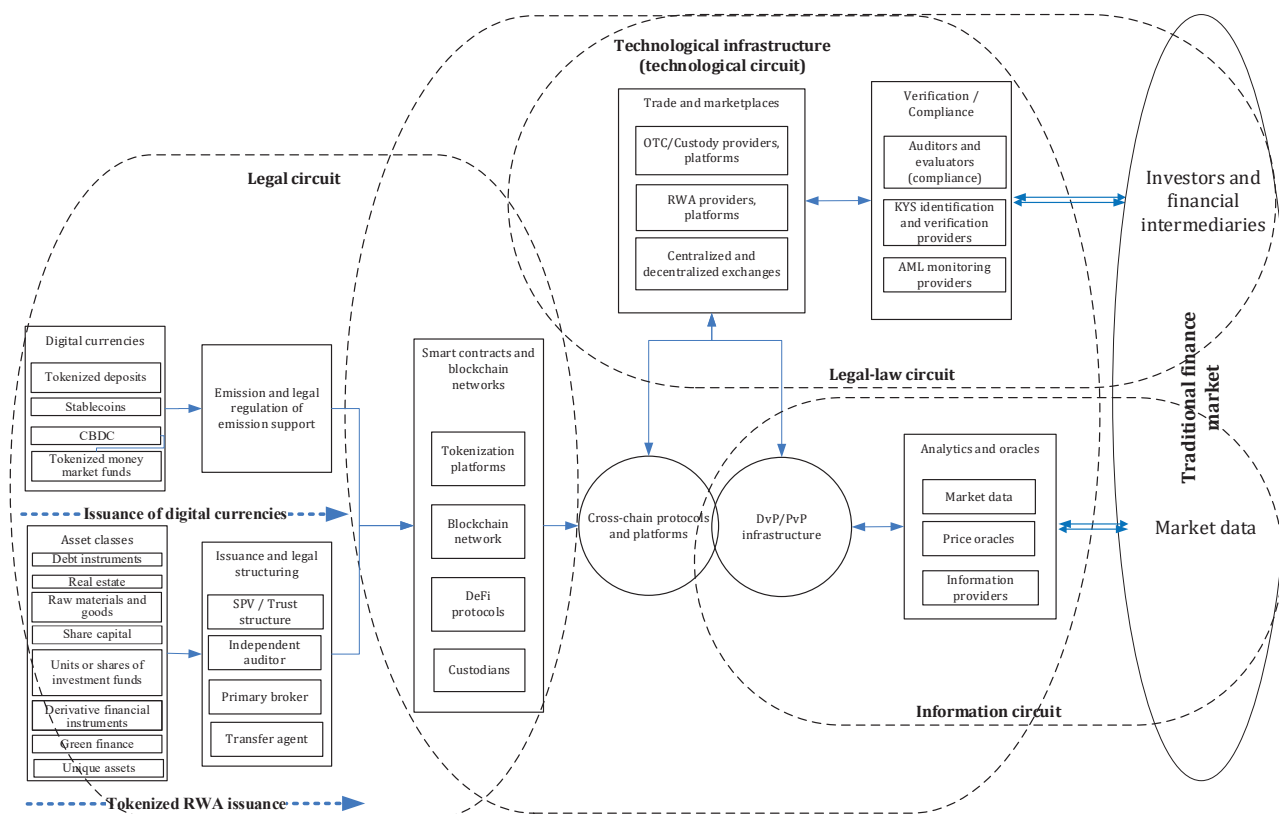 Technological infrastructure
(technological circuit)
Trade and marketplaces
OTC/Custody providers,
platforms
RWA providers,
platforms
Centralized and
decentralized exchanges
Verification /
Compliance
Auditors and
evaluators
(compliance)
KYS identification
and verification
providers
AML monitoring
providers
Investors and
financial
intermediaries
Legal circuit
Digital currencies
Tokenized deposits
Stablecoins
CBDC
Tokenized money
market funds
Emission and legal
regulation of
emission support
Smart contracts and
blockchain networks
Tokenization
platforms
Blockchain
network
DeFi
protocols
Custodians
Legal-law circuit
Traditional finance
market
Issuance of digital currencies
Asset classes
Debt instruments
Real estate
Raw materials and
goods
Share capital
Units or shares of
investment funds
Derivative financial
instruments
Green finance
Unique assets
Issuance and legal
structuring
SPV / Trust
structure
Independent
auditor
Primary broker
Transfer agent
Cross-chain protocols
and platforms
DvP/PvP
infrastructure
Analytics and oracles
Market data
Price oracles
Information
providers
Market data
Information circuit
Tokenized RWA issuance